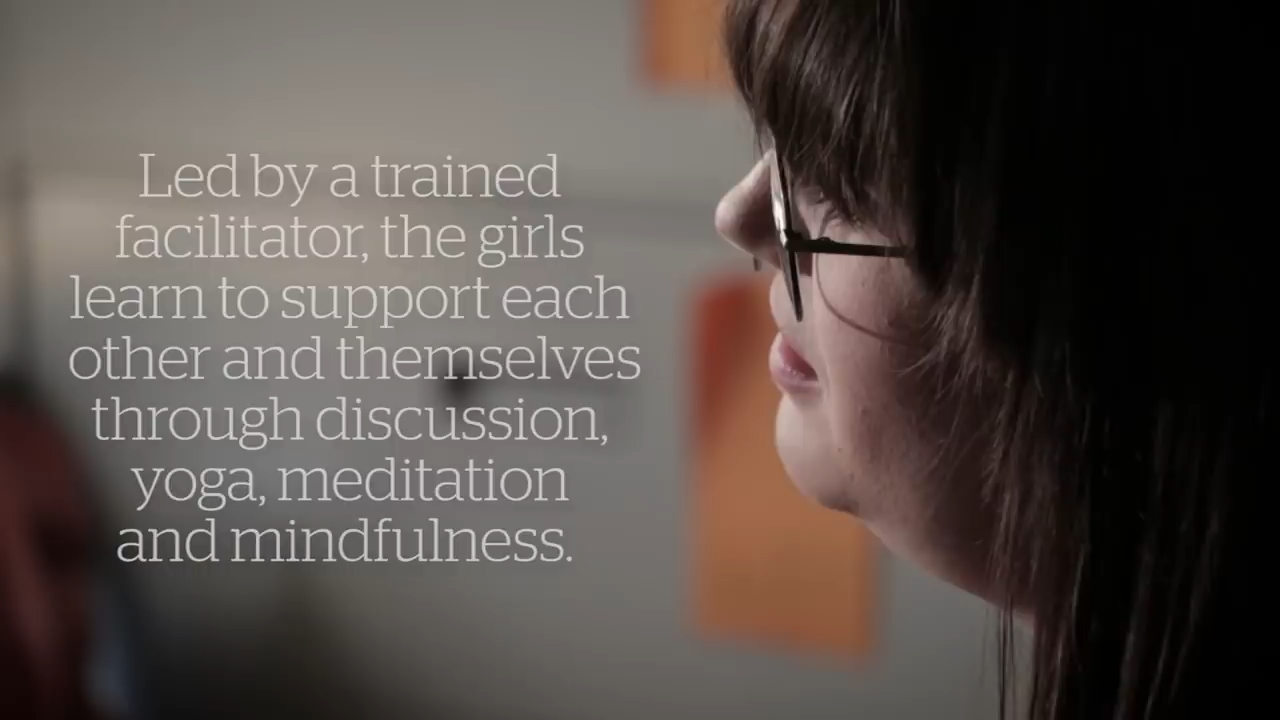 Led by a trained
facilitator, the girls
learn to support each
other and themselves
through discussion,
yoga, meditation
and mindfulness.